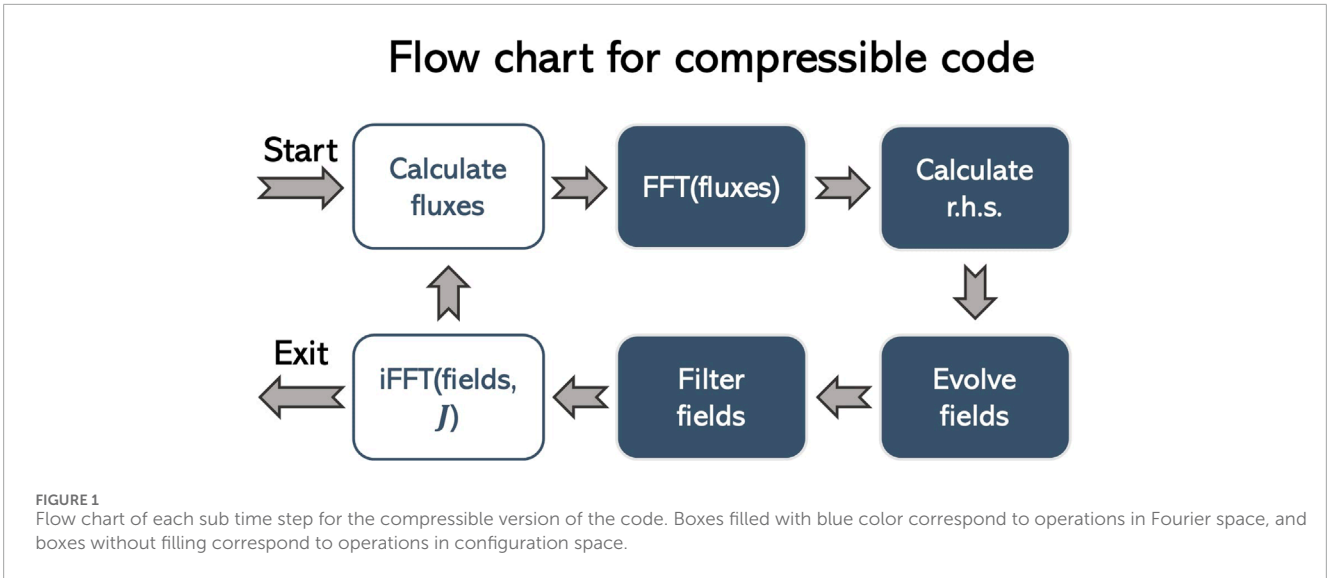 Flow chart for compressible code
Start
Calculate
fluxes
FFT(fluxes)
Calculate
r.h.s.
Exit
iFFT(fields,
J)
Filter
fields
Evolve
fields
FIGURE 1
Flow chart of each sub time step for the compressible version of the code. Boxes filled with blue color correspond to operations in Fourier space, and
boxes without filling correspond to operations in configuration space.